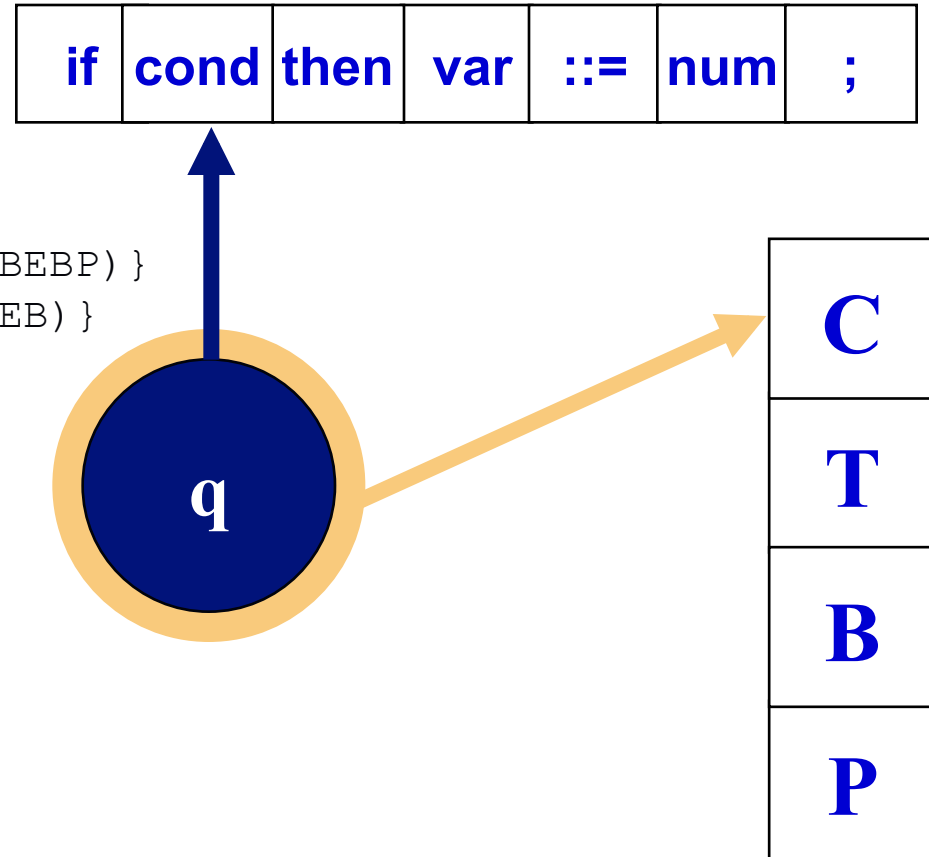 if cond then var ::= num ;
BEBP)}
EB)}
q
C
T
B
P